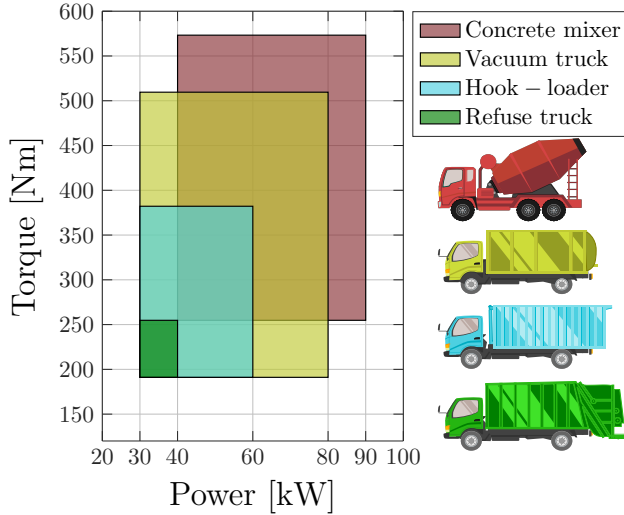 600
550
500
450
400
350
300
250
200
150
Torque [Nm]
20 30 40 60 80 90 100
Power [kW]
Concrete mixer
Vacuum truck
Hook − loader
Refuse truck